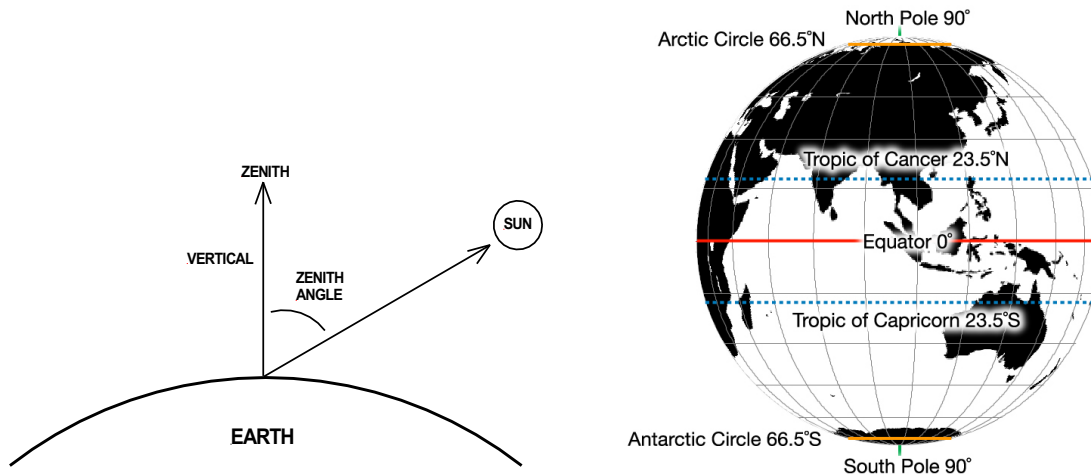 ZENITH
SUN
VERTICAL
ZENITH
ANGLE
EARTH
North Pole 90°
Arctic Circle 66.5°N
Tropic of Cancer 23.5°N
Equator 0°
Tropic of Capricorn 23.5°S
Antarctic Circle 66.5°S
South Pole 90°